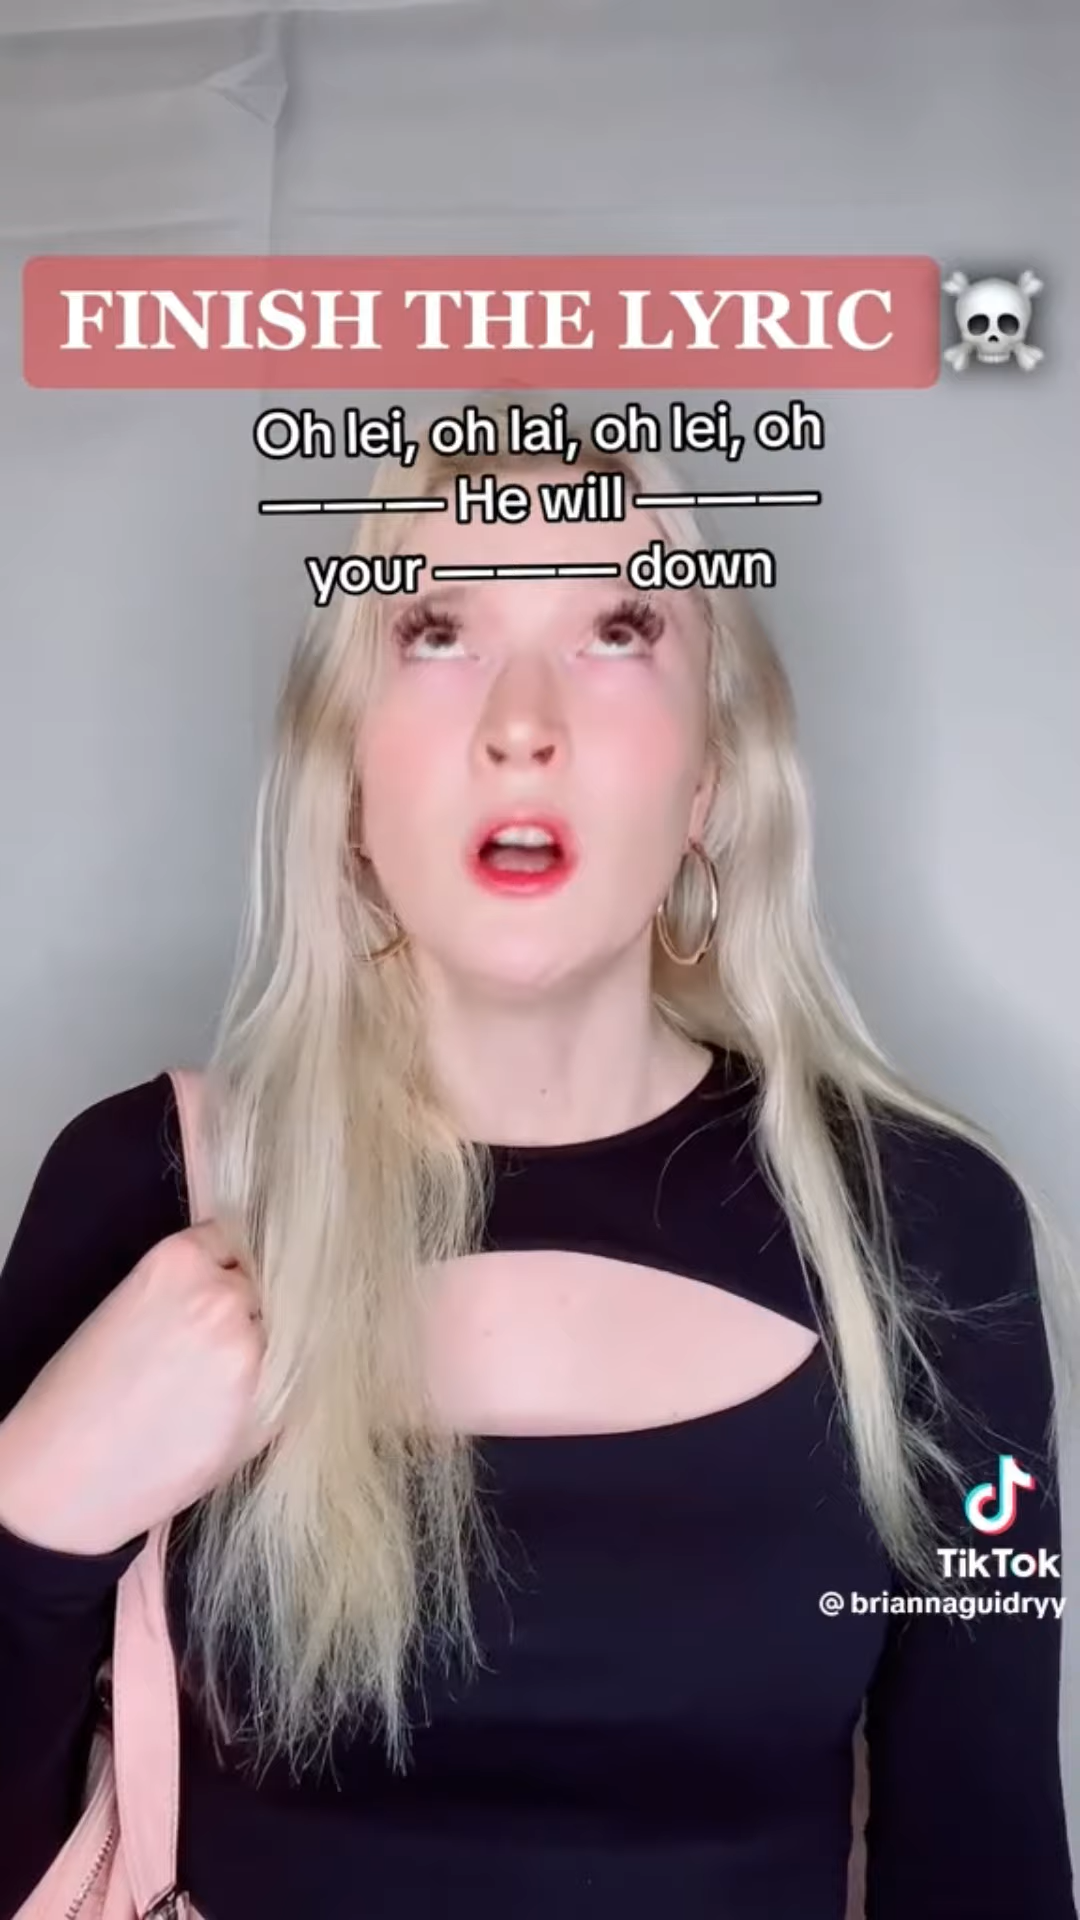 FINISH THE LYRIC
Oh lei, oh lai, oh lei, oh
———— He will ————
your ———— down
TikTok
@briannaguidryy